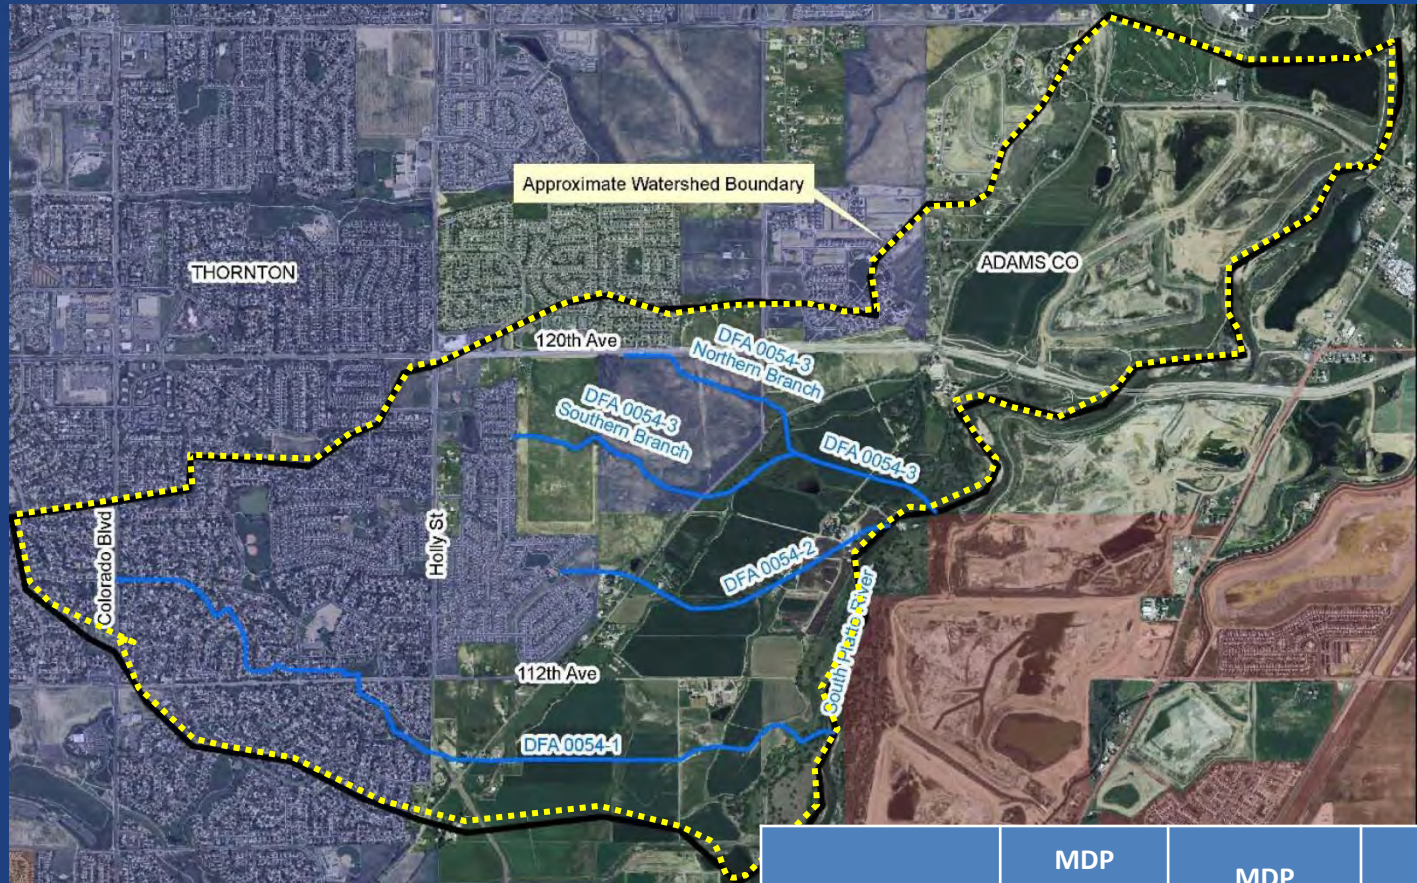 Approximate Watershed Boundary
THORNTON
ADAMS CO
120th Ave
DFA 0054-3
Northern Branch
DFA 0054-3
Southern Branch
DFA 0054-3
Colorado Blvd
Holly St
DFA 0054-2
South Platte River
112th Ave
DFA 0054-1
MDP
MDP